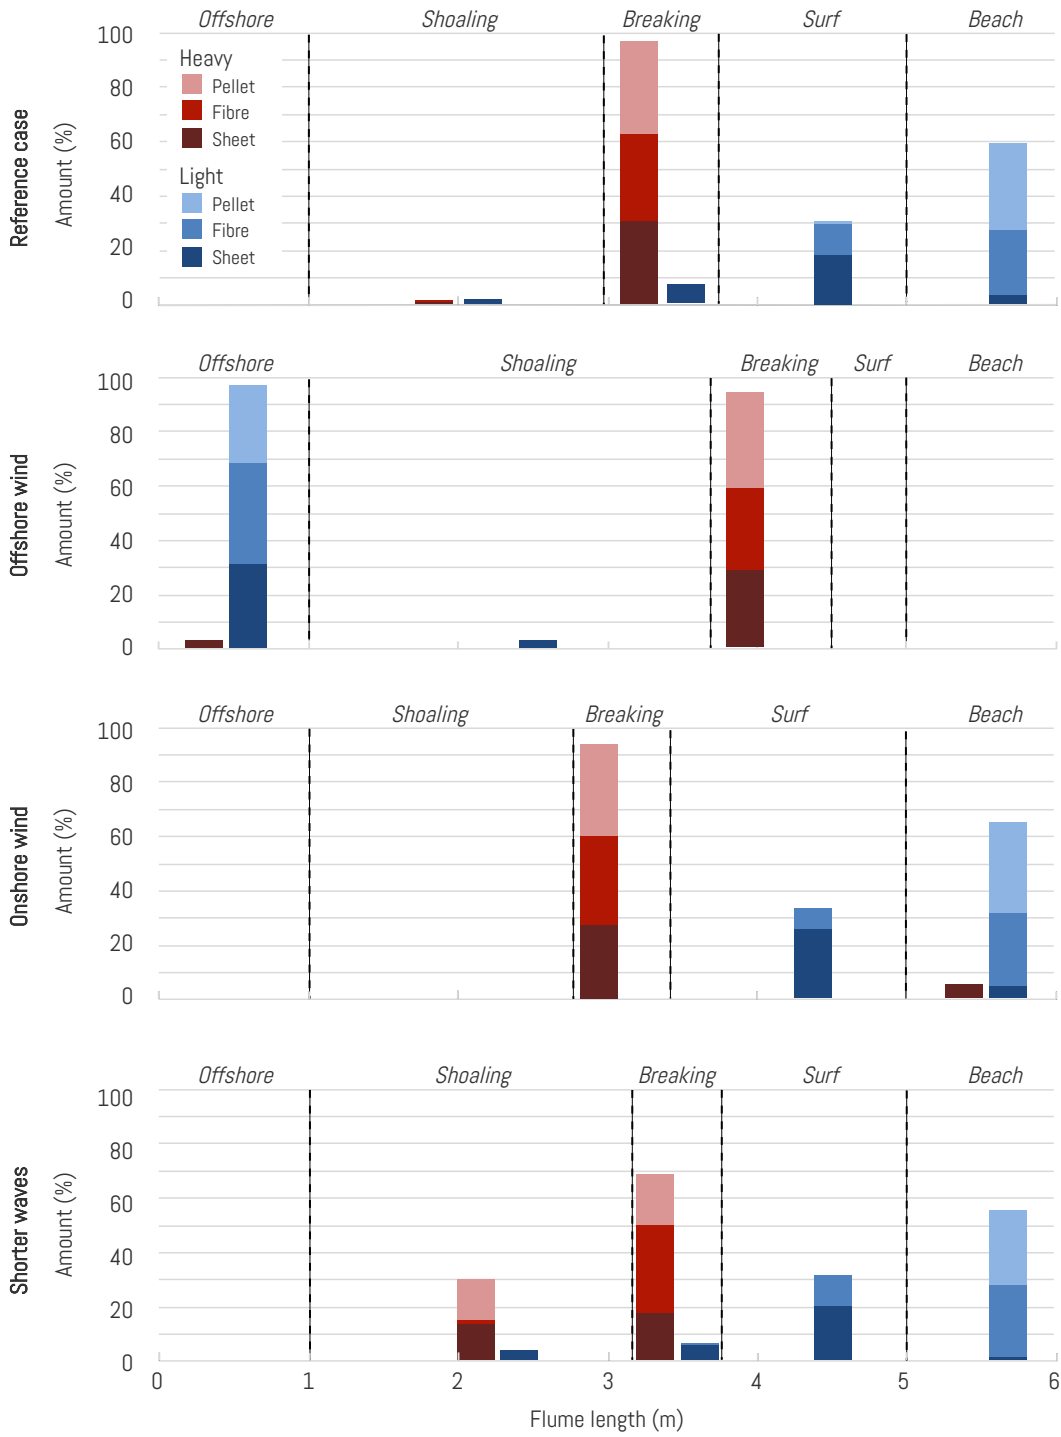 Offshore Shoaling Breaking Surf Beach
Reference case
Amount (%)
100
80
60
40
20
0
Heavy
Pellet
Fibre
Sheet
Light
Pellet
Fibre
Sheet
Offshore Shoaling Breaking Surf Beach
Offshore wind
Amount (%)
100
80
60
40
20
0
Offshore Shoaling Breaking Surf Beach
Onshore wind
Amount (%)
100
80
60
40
20
0
Offshore Shoaling Breaking Surf Beach
Shorter waves
Amount (%)
100
80
60
40
20
0
0 1 2 3 4 5 6
Flume length (m)